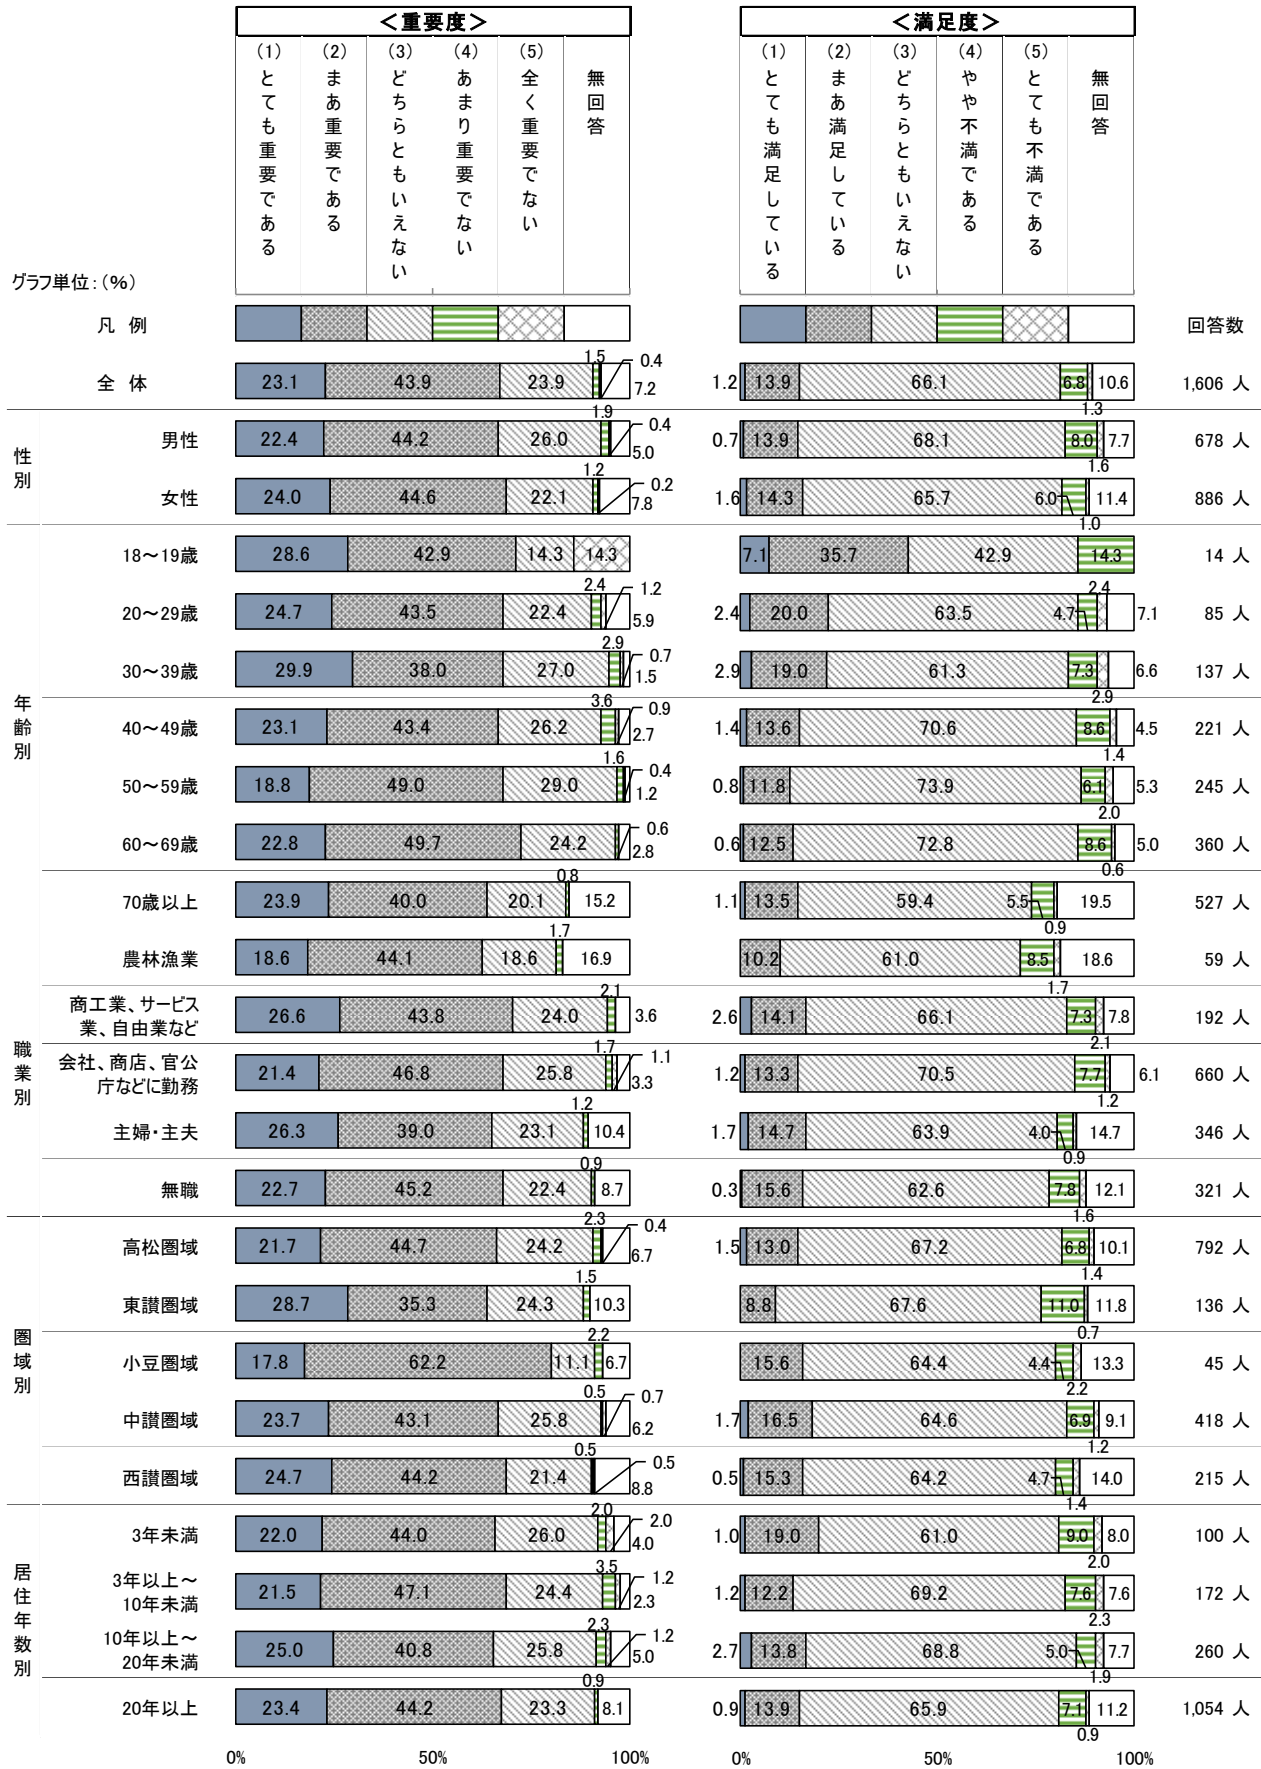 ＜重要度＞
＜満足度＞
(1)とても重要である
(2)まあ重要である
(3)どちらともいえない
(4)あまり重要でない
(5)全く重要でない
無回答
(1)とても満足している
(2)まあ満足している
(3)どちらともいえない
(4)やや不満である
(5)とても不満である
無回答
グラフ単位：(%)
凡 例
回答数
全 体 23.1 43.9 23.9 1.5 0.4 7.2 1.2 13.9 66.1 6.8 1.3 10.6 1,606 人
性別
男性 22.4 44.2 26.0 1.9 0.4 5.0 0.7 13.9 68.1 8.0 1.6 7.7 678 人
女性 24.0 44.6 22.1 1.2 0.2 7.8 1.6 14.3 65.7 6.0 1.0 11.4 886 人
年齢別
18～19歳 28.6 42.9 14.3 14.3 7.1 35.7 42.9 14.3 14 人
20～29歳 24.7 43.5 22.4 2.4 1.2 5.9 2.4 20.0 63.5 4.7 2.4 7.1 85 人
30～39歳 29.9 38.0 27.0 2.9 0.7 1.5 2.9 19.0 61.3 7.3 2.9 6.6 137 人
40～49歳 23.1 43.4 26.2 3.6 0.9 2.7 1.4 13.6 70.6 8.6 1.4 4.5 221 人
50～59歳 18.8 49.0 29.0 1.6 0.4 1.2 0.8 11.8 73.9 6.1 2.0 5.3 245 人
60～69歳 22.8 49.7 24.2 0.6 2.8 0.6 12.5 72.8 8.6 0.6 5.0 360 人
70歳以上 23.9 40.0 20.1 0.8 15.2 1.1 13.5 59.4 5.5 0.9 19.5 527 人
職業別
農林漁業 18.6 44.1 18.6 1.7 16.9 10.2 61.0 8.5 1.7 18.6 59 人
商工業、サービス
業、自由業など 26.6 43.8 24.0 2.1 3.6 2.6 14.1 66.1 7.3 2.1 7.8 192 人
会社、商店、官公
庁などに勤務 21.4 46.8 25.8 1.7 1.1 3.3 1.2 13.3 70.5 7.7 1.2 6.1 660 人
主婦・主夫 26.3 39.0 23.1 1.2 10.4 1.7 14.7 63.9 4.0 0.9 14.7 346 人
無職 22.7 45.2 22.4 0.9 8.7 0.3 15.6 62.6 7.8 1.6 12.1 321 人
圏域別
高松圏域 21.7 44.7 24.2 2.3 0.4 6.7 1.5 13.0 67.2 6.8 1.4 10.1 792 人
東讃圏域 28.7 35.3 24.3 1.5 10.3 8.8 67.6 11.0 0.7 11.8 136 人
小豆圏域 17.8 62.2 11.1 2.2 6.7 15.6 64.4 4.4 2.2 13.3 45 人
中讃圏域 23.7 43.1 25.8 0.5 0.7 6.2 1.7 16.5 64.6 6.9 1.2 9.1 418 人
西讃圏域 24.7 44.2 21.4 0.5 0.5 8.8 0.5 15.3 64.2 4.7 1.4 14.0 215 人
居住年数別
3年未満 22.0 44.0 26.0 2.0 2.0 4.0 1.0 19.0 61.0 9.0 2.0 8.0 100 人
3年以上～
10年未満 21.5 47.1 24.4 3.5 1.2 2.3 1.2 12.2 69.2 7.6 2.3 7.6 172 人
10年以上～
20年未満 25.0 40.8 25.8 2.3 1.2 5.0 2.7 13.8 68.8 5.0 1.9 7.7 260 人
20年以上 23.4 44.2 23.3 0.9 8.1 0.9 13.9 65.9 7.1 0.9 11.2 1,054 人
0% 50% 100% 0% 50% 100%